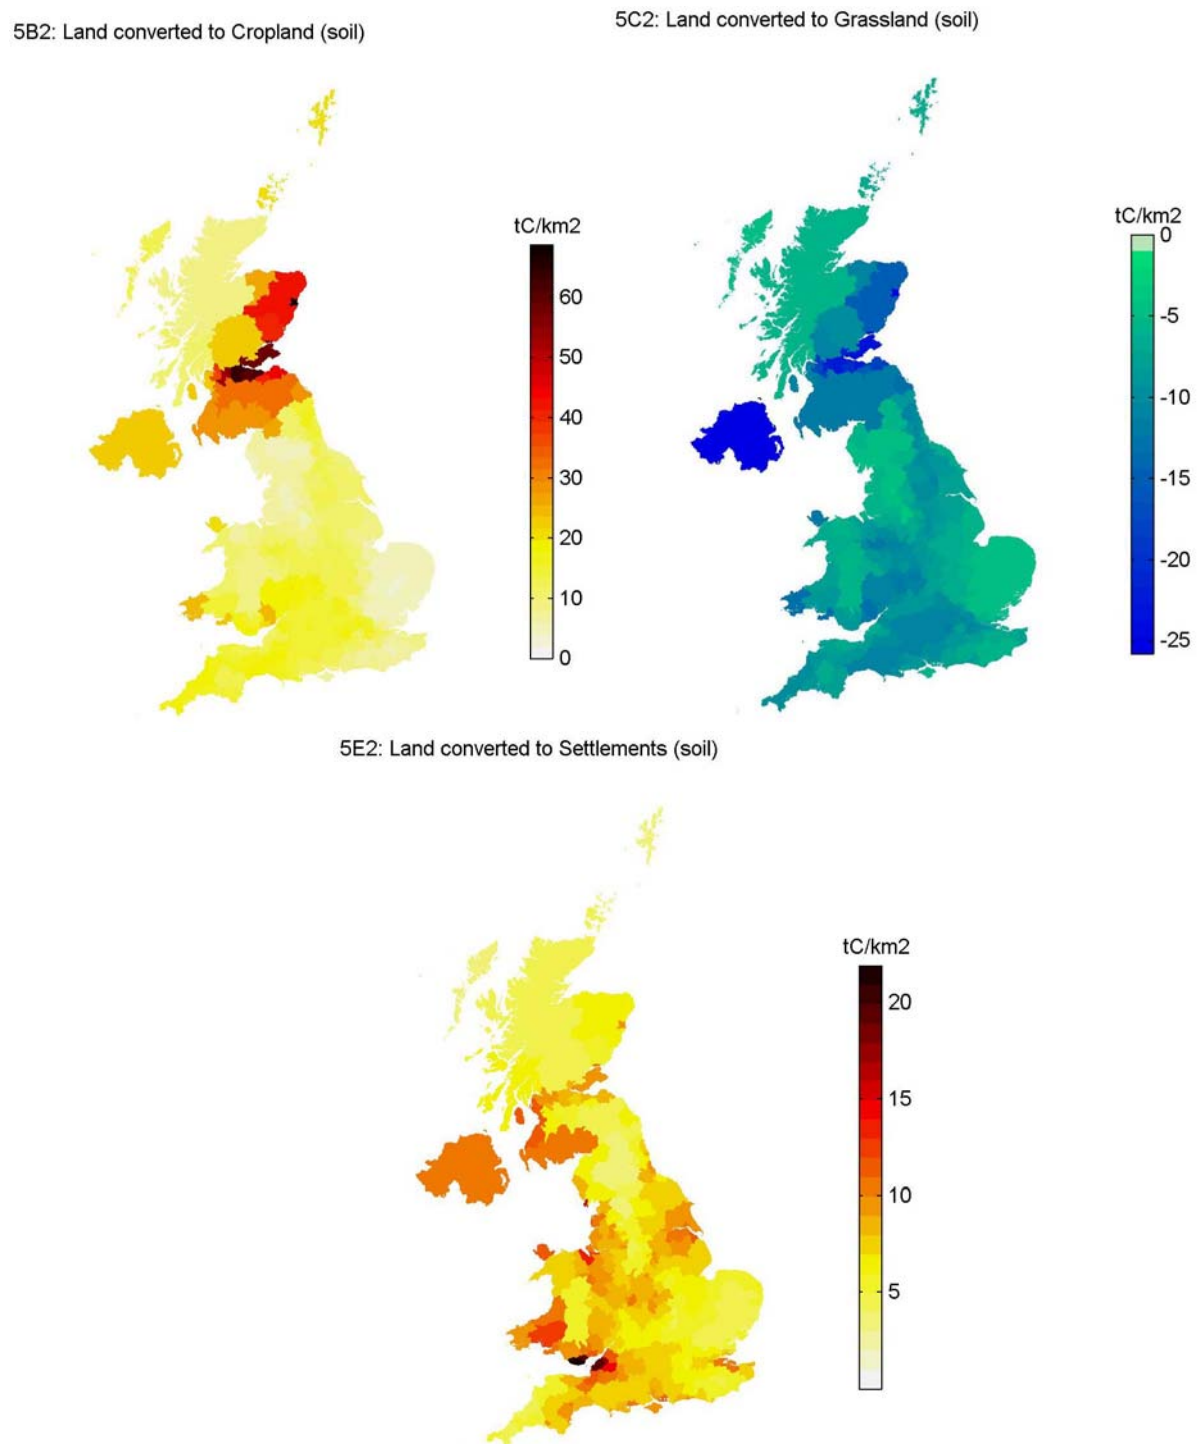 5B2: Land converted to Cropland (soil)
5C2: Land converted to Grassland (soil)
tC/km2
60
50
40
30
20
10
0
tC/km2
0
-5
-10
-15
-20
-25
5E2: Land converted to Settlements (soil)
tC/km2
20
15
10
5